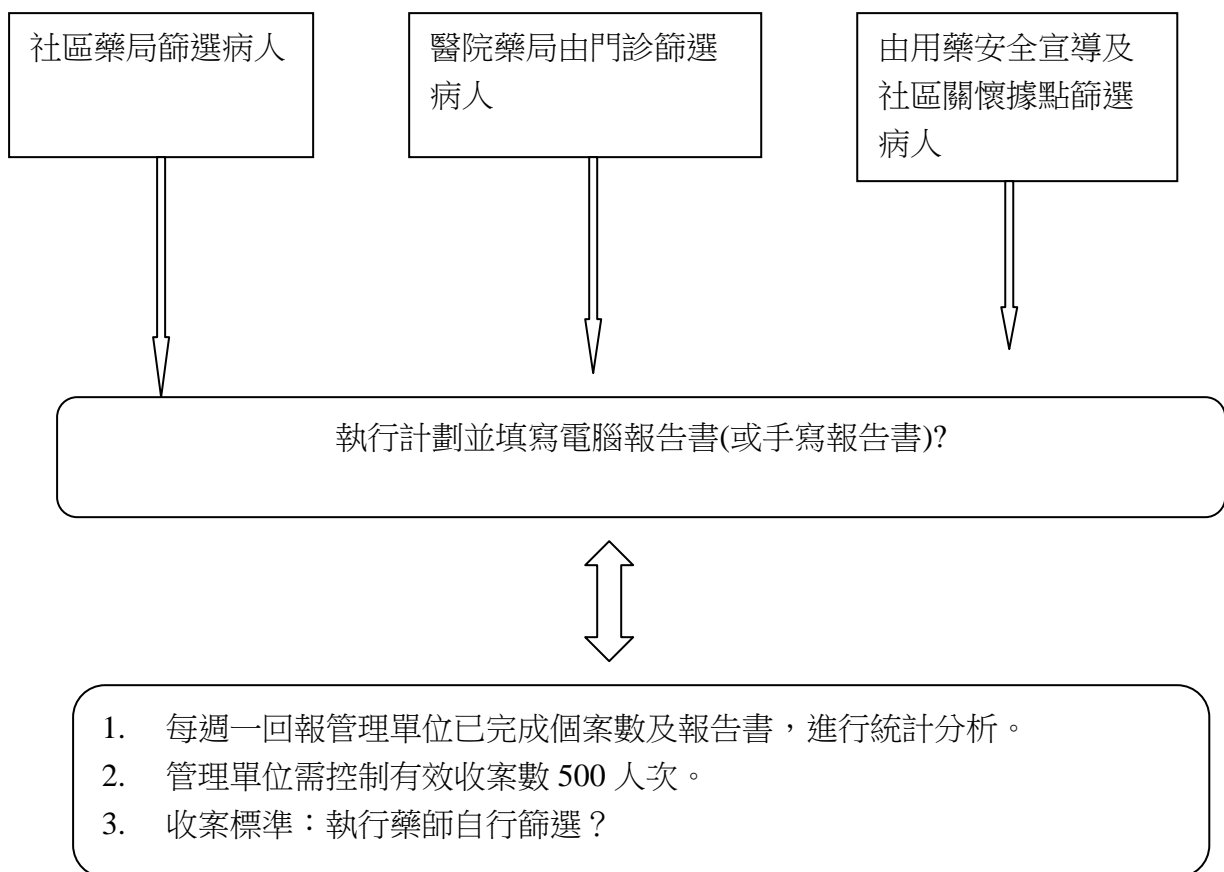 社區藥局篩選病人
醫院藥局由門診篩選
病人
由用藥安全宣導及
社區關懷據點篩選
病人
執行計劃並填寫電腦報告書(或手寫報告書)?
1. 每週一回報管理單位已完成個案數及報告書，進行統計分析。
2. 管理單位需控制有效收案數 500 人次。
3. 收案標準：執行藥師自行篩選？